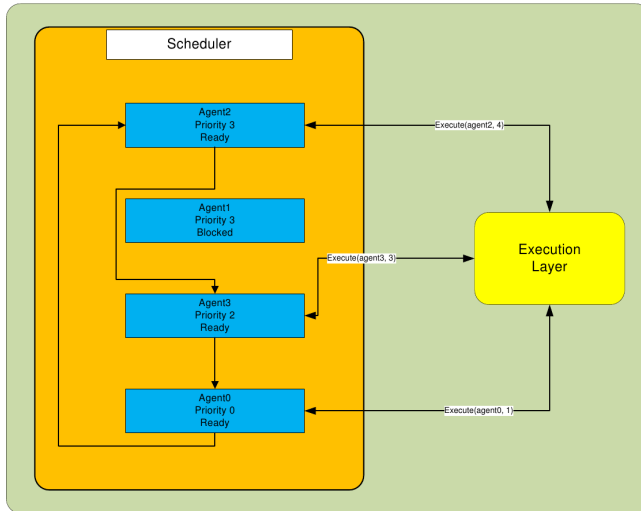 Scheduler
Agent2
Priority 3
Ready
Execute(agent2, 4)
Agent1
Priority 3
Blocked
Execution
Layer
Execute(agent3, 3)
Agent3
Priority 2
Ready
Agent0
Priority 0
Ready
Execute(agent0, 1)